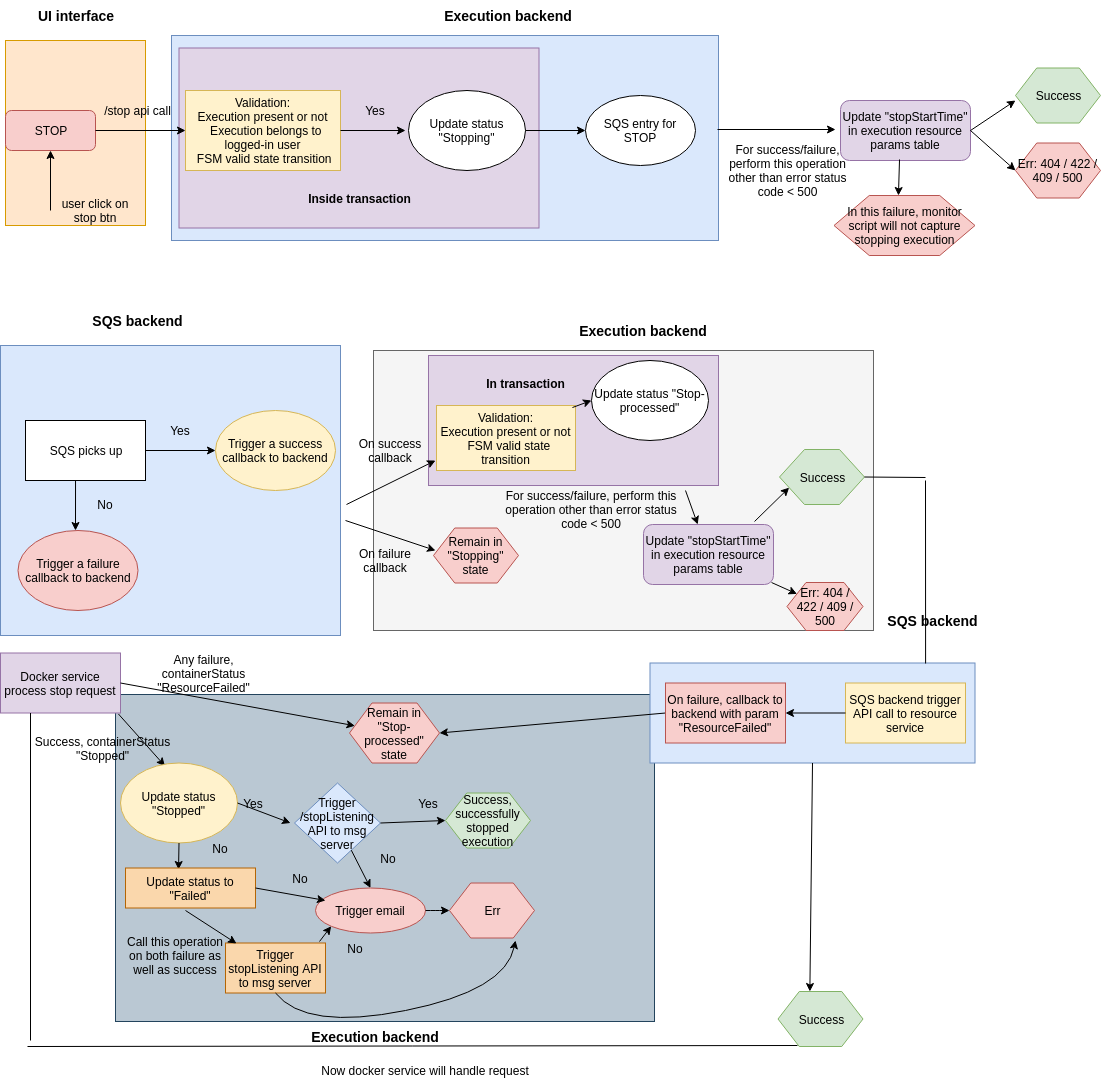 UI interface
Execution backend
STOP
/stop api call
user click on
stop btn
Validation:
Execution present or not
Execution belongs to
logged-in user
FSM valid state transition
Yes
Update status
"Stopping"
Inside transaction
SQS entry for
STOP
For success/failure,
perform this operation
other than error status
code < 500
Update "stopStartTime"
in execution resource
params table
Success
Err: 404 / 422 /
409 / 500
In this failure, monitor
script will not capture
stopping execution
SQS backend
Execution backend
SQS picks up
Yes
Trigger a success
callback to backend
No
Trigger a failure
callback to backend
On success
callback
On failure
callback
In transaction
Validation:
Execution present or not
FSM valid state
transition
Update status "Stop-
processed"
For success/failure, perform this
operation other than error status
code < 500
Remain in
"Stopping"
state
Update "stopStartTime"
in execution resource
params table
Success
Err: 404 /
422 / 409 /
500
SQS backend
Docker service
process stop request
Any failure,
containerStatus
"ResourceFailed"
Success, containerStatus
"Stopped"
Remain in
"Stop-
processed"
state
On failure, callback to
backend with param
"ResourceFailed"
SQS backend trigger
API call to resource
service
Update status
"Stopped"
Yes
Trigger
/stopListening
API to msg
server
Yes
Success,
successfully
stopped
execution
No
No
Update status to
"Failed"
No
Trigger email
Err
Call this operation
on both failure as
well as success
Trigger
stopListening API
to msg server
No
Success
Execution backend
Now docker service will handle request